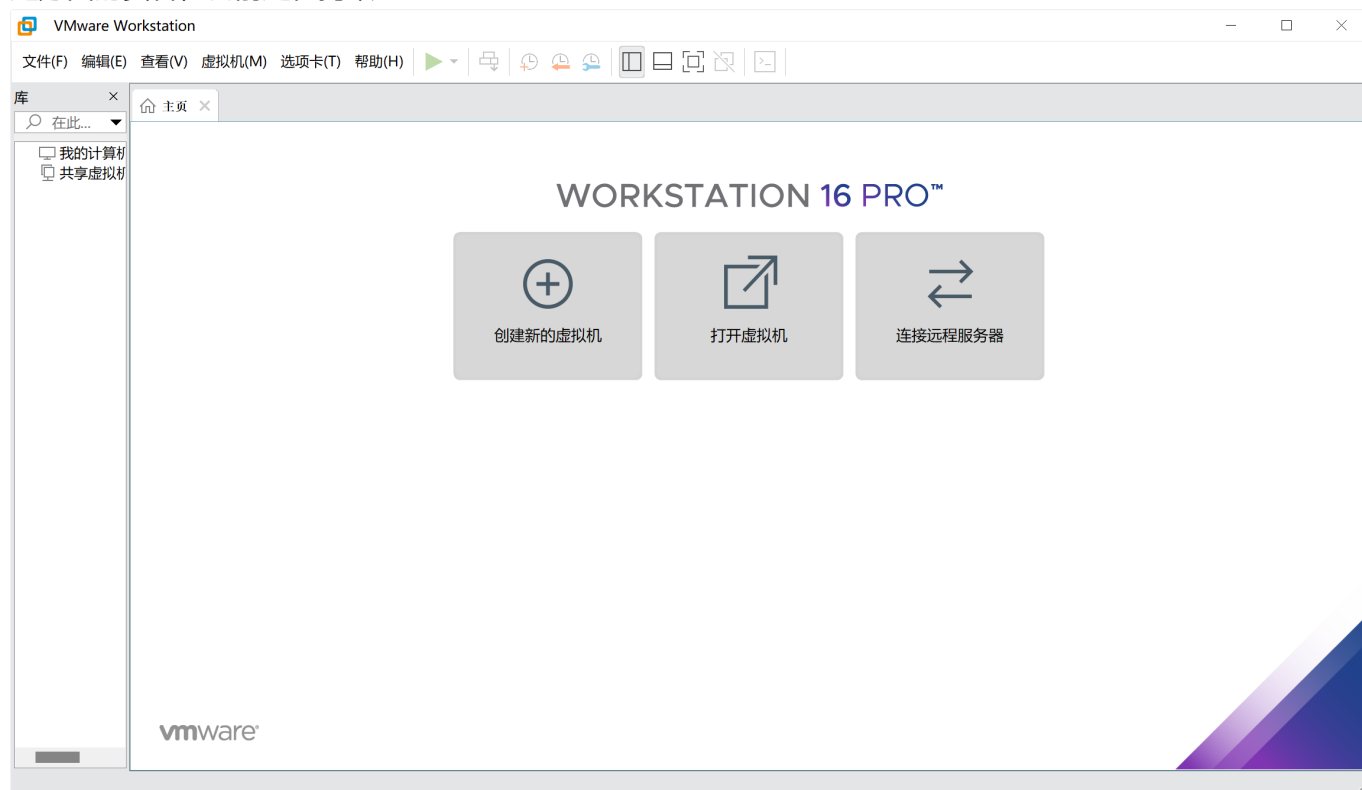 VMware Workstation
文件(F) 编辑(E) 查看(V) 虚拟机(M) 选项卡(T) 帮助(H)
库
主页
在此...
我的计算机
共享虚拟机
WORKSTATION 16 PRO™
创建新的虚拟机 打开虚拟机 连接远程服务器
vmware